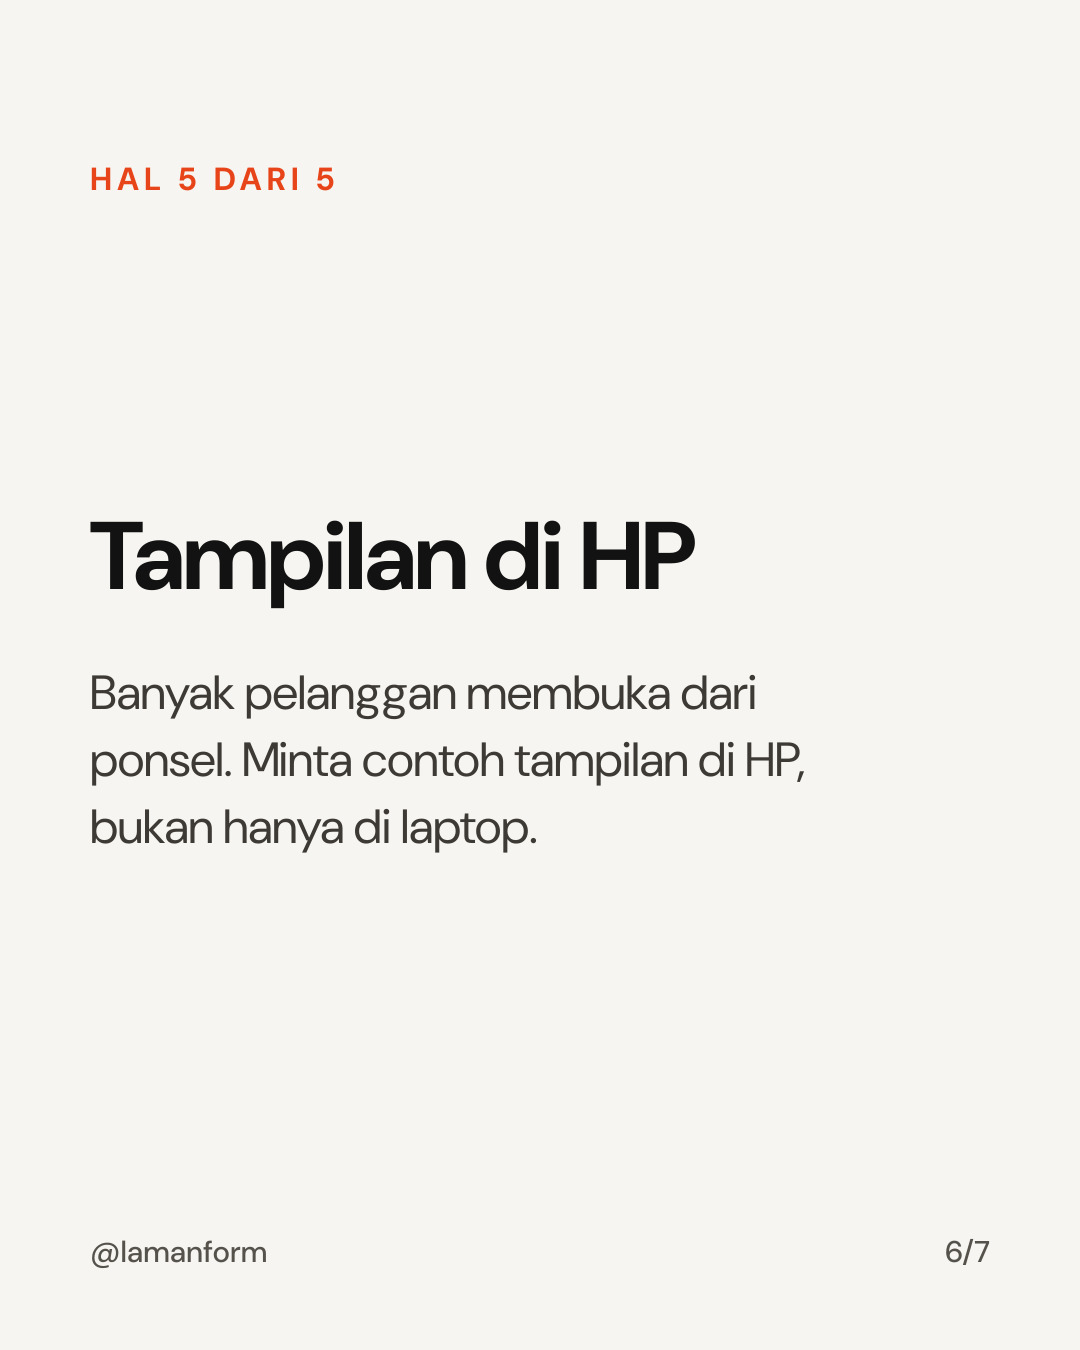 HAL 5 DARI 5
Tampilan di HP
Banyak pelanggan membuka dari
ponsel. Minta contoh tampilan di HP,
bukan hanya di laptop.
@lamanform
6/7